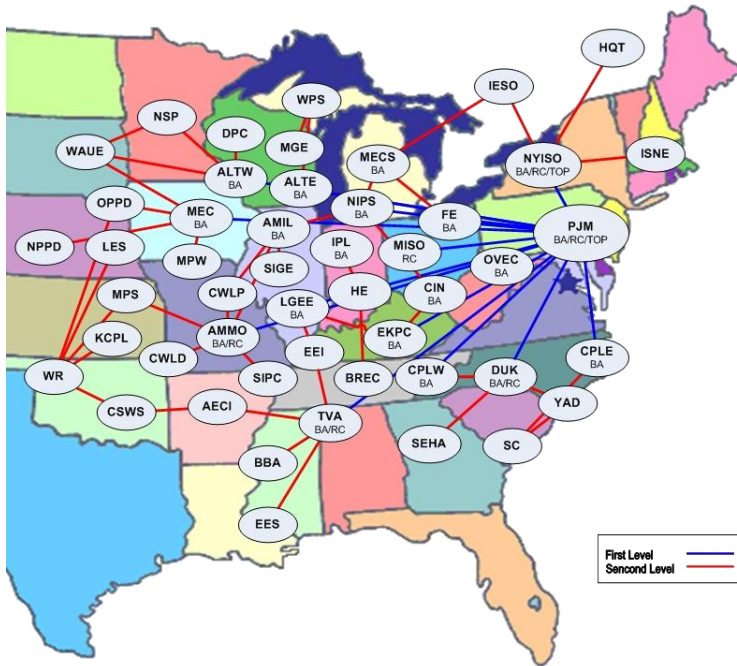 HQT
IESO
WPS
NSP
DPC
MGE
WAUE
MECS
BA
NYISO
BA/RC/TOP
ISNE
ALTW
BA
ALTE
BA
OPPD
MEC
BA
AMIL
BA
NIPS
BA
FE
BA
PJM
BA/RC/TOP
NPPD
LES
MPW
SIGE
IPL
BA
MISO
RC
OVEC
BA
MPS
CWLP
LGEE
BA
HE
CIN
BA
KCPL
AMMO
BA/RC
EKPC
BA
EEI
CWLD
SIPC
BREC
CPLW
BA
DUK
BA/RC
CPLE
BA
WR
CSWS
AECI
TVA
BA/RC
YAD
SEHA
SC
BBA
EES
First Level
Sencond Level